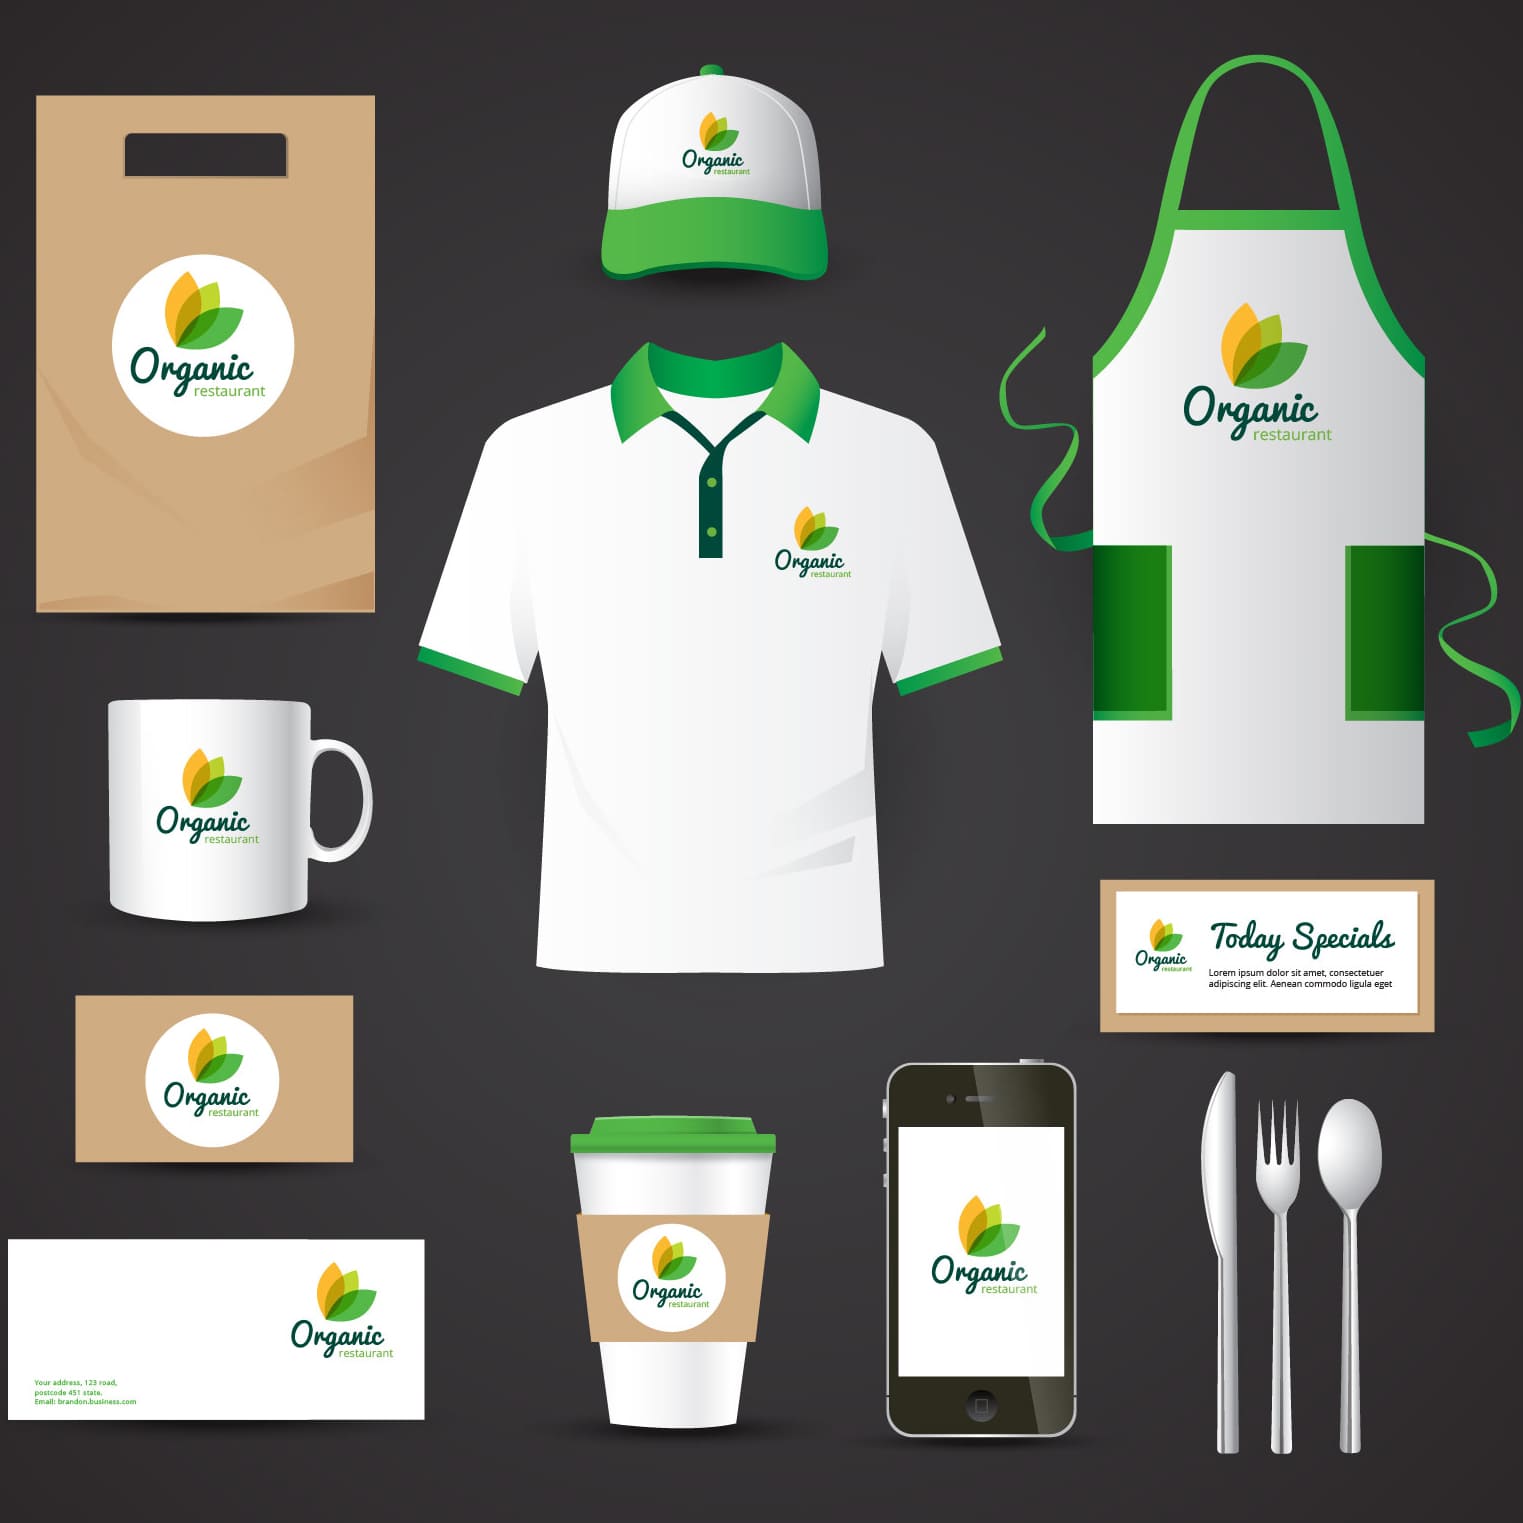 Organic
restaurant
Organic
restaurant
Organic
restaurant
Organic
restaurant
Organic
restaurant
Organic
restaurant
Today Specials
Lorem ipsum dolor sit amet, consectetuer
adipiscing elit. Aenean commodo ligula eget
Organic
restaurant
Organic
restaurant
Organic
restaurant
Your address, 123 road,
postcode 451 state.
Email: brandon.business.com
Organic
restaurant
Organic
restaurant